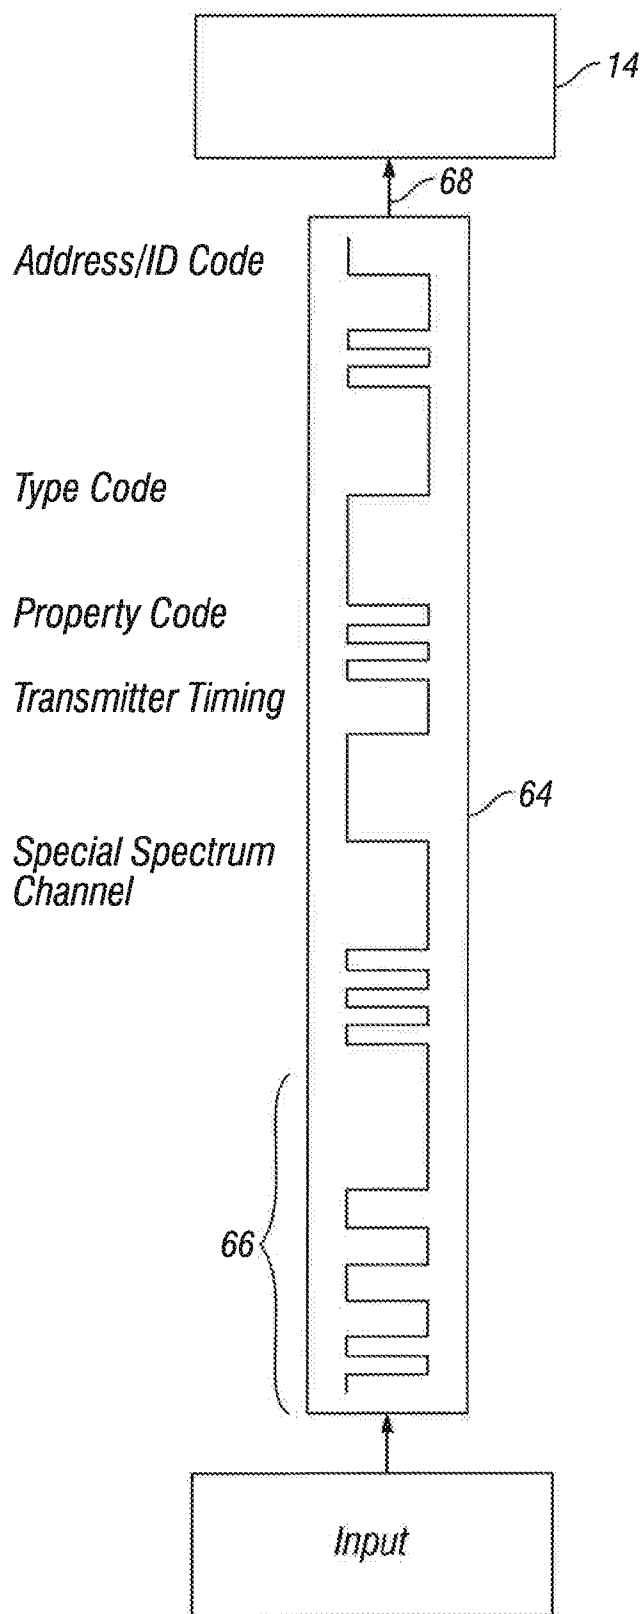 14
68
Address/ID Code
Type Code
Property Code
Transmitter Timing
64
Special Spectrum
Channel
66
Input